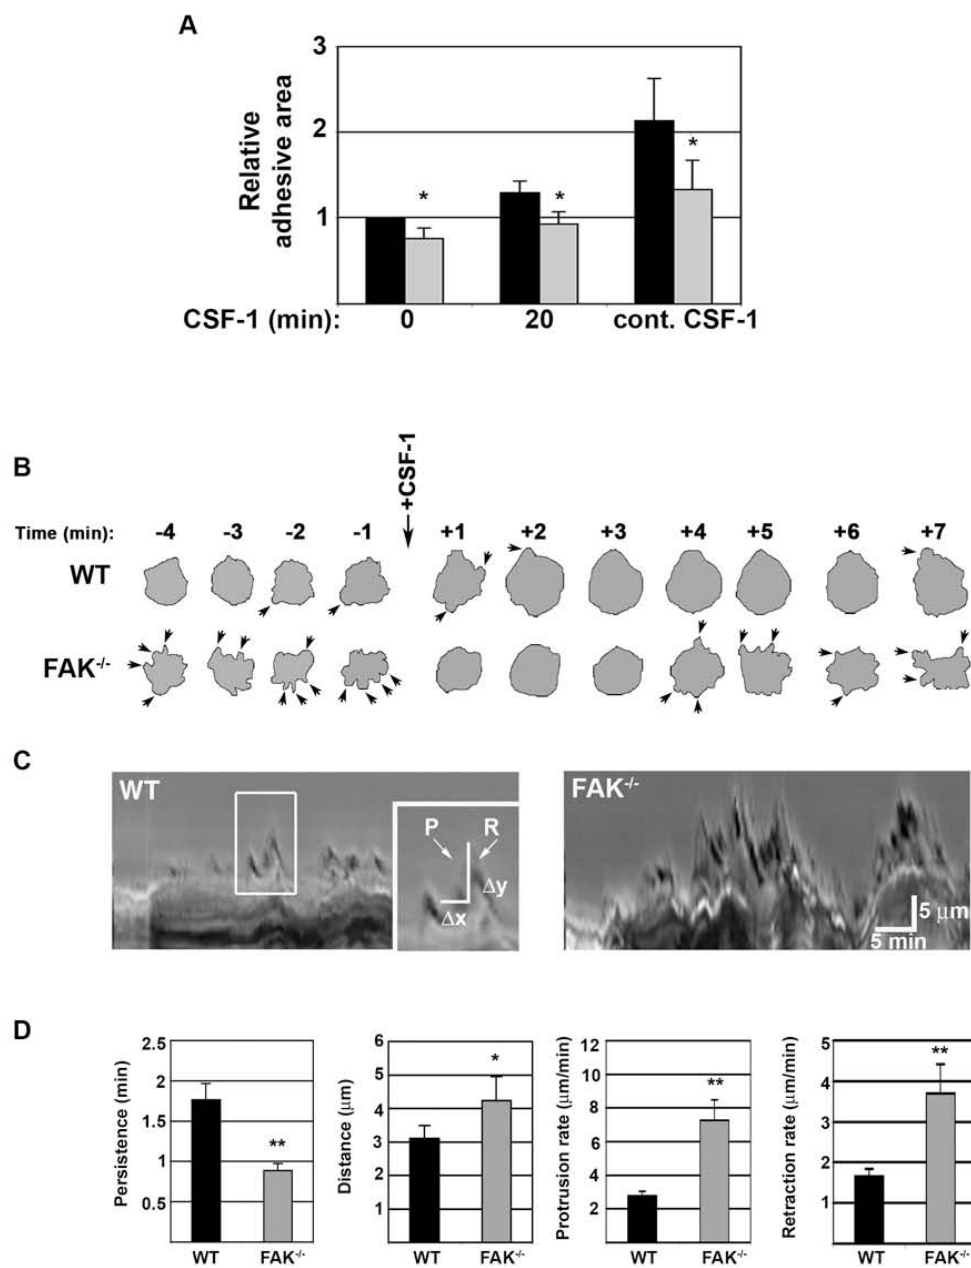 A
3
2
1
Relative
adhesive area
*
*
*
CSF-1 (min): 0 20 cont. CSF-1
B
+CSF-1
Time (min): -4 -3 -2 -1 +1 +2 +3 +4 +5 +6 +7
WT
FAK-/-
C
WT
P R
Δy
Δx
FAK-/-
5 μm
5 min
D
Persistence (min)
2.5
2
1.5
1
0.5
**
WT FAK-/-
Distance (μm)
6
5
4
3
2
1
*
WT FAK-/-
Protrusion rate (μm/min)
12
10
8
6
4
2
**
WT FAK-/-
Retraction rate (μm/min)
5
4
3
2
1
**
WT FAK-/-